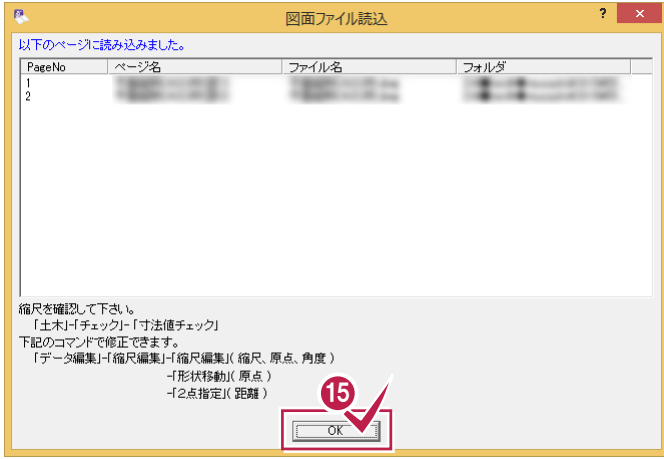 図面ファイル読込
? ×
以下のページに読み込みました。
PageNo ページ名 ファイル名 フォルダ
1
2
縮尺を確認して下さい。
「土木」-「チェック」-「寸法値チェック」
下記のコマンドで修正できます。
「データ編集」-「縮尺編集」-「縮尺編集」( 縮尺、原点、角度 )
-「形状移動」( 原点 )
-「2点指定」( 距離 )
15
OK